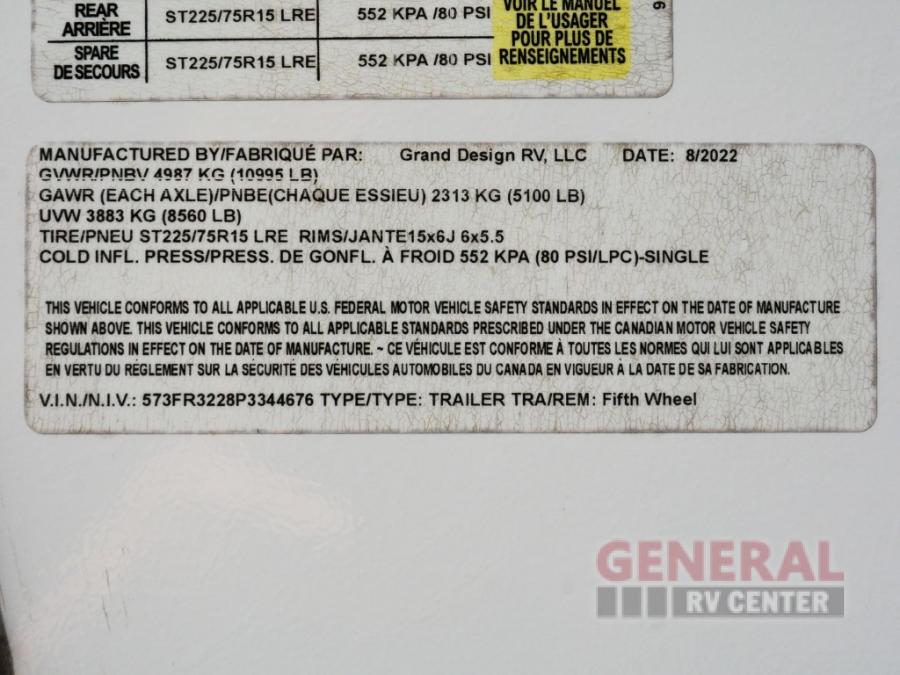 REAR
ARRIÈRE
ST225/75R15 LRE
552 KPA /80 PSI
SPARE
DE SECOURS
ST225/75R15 LRE
552 KPA /80 PSI
VOIR LE MANUEL
DE L'USAGER
POUR PLUS DE
RENSEIGNEMENTS
MANUFACTURED BY/FABRIQUÉ PAR: Grand Design RV, LLC DATE: 8/2022
GVWR/PNBV 4987 KG (10995 LB)
GAWR (EACH AXLE)/PNBE(CHAQUE ESSIEU) 2313 KG (5100 LB)
UVW 3883 KG (8560 LB)
TIRE/PNEU ST225/75R15 LRE RIMS/JANTE15x6J 6x5.5
COLD INFL. PRESS/PRESS. DE GONFL. À FROID 552 KPA (80 PSI/LPC)-SINGLE
THIS VEHICLE CONFORMS TO ALL APPLICABLE U.S. FEDERAL MOTOR VEHICLE SAFETY STANDARDS IN EFFECT ON THE DATE OF MANUFACTURE
SHOWN ABOVE. THIS VEHICLE CONFORMS TO ALL APPLICABLE STANDARDS PRESCRIBED UNDER THE CANADIAN MOTOR VEHICLE SAFETY
REGULATIONS IN EFFECT ON THE DATE OF MANUFACTURE. ~ CE VÉHICULE EST CONFORME À TOUTES LES NORMES QUI LUI SONT APPLICABLES
EN VERTU DU RÉGLEMENT SUR LA SÉCURITÉ DES VÉHICULES AUTOMOBILES DU CANADA EN VIGUEUR À LA DATE DE SA FABRICATION.
V.I.N./N.I.V.: 573FR3228P3344676 TYPE/TYPE: TRAILER TRA/REM: Fifth Wheel
GENERAL
RV CENTER